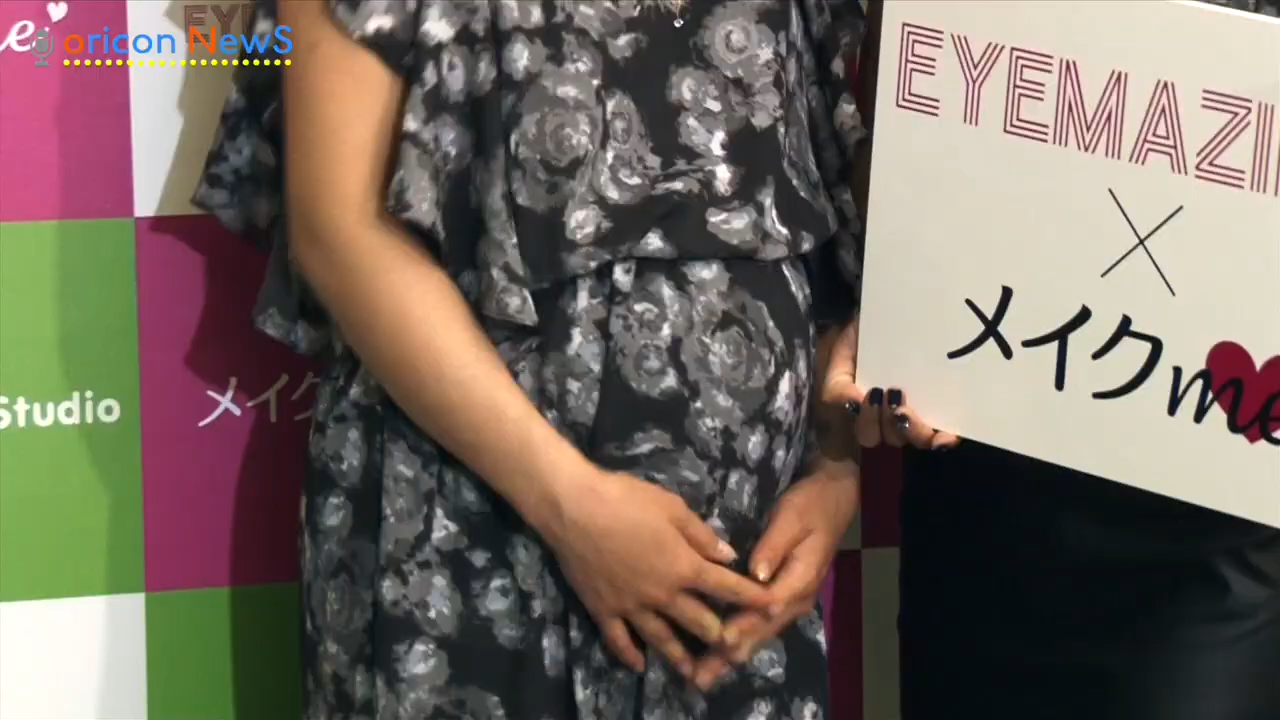 oricon NewS
EYEMAZI
×
メイクme
Studio
メイク